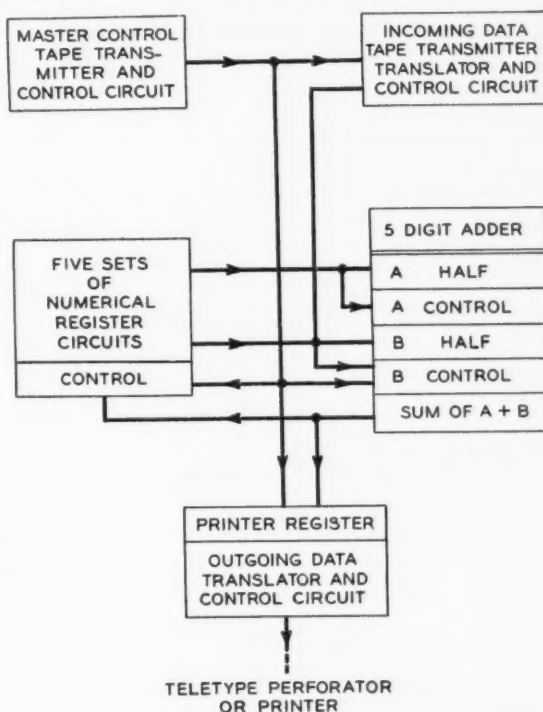 MASTER CONTROL
TAPE TRANS-
MITTER AND
CONTROL CIRCUIT
INCOMING DATA
TAPE TRANSMITTER
TRANSLATOR AND
CONTROL CIRCUIT
FIVE SETS
OF
NUMERICAL
REGISTER
CIRCUITS
CONTROL
5 DIGIT ADDER
A HALF
A CONTROL
B HALF
B CONTROL
SUM OF A + B
PRINTER REGISTER
OUTGOING DATA
TRANSLATOR AND
CONTROL CIRCUIT
TELETYPE PERFORATOR
OR PRINTER